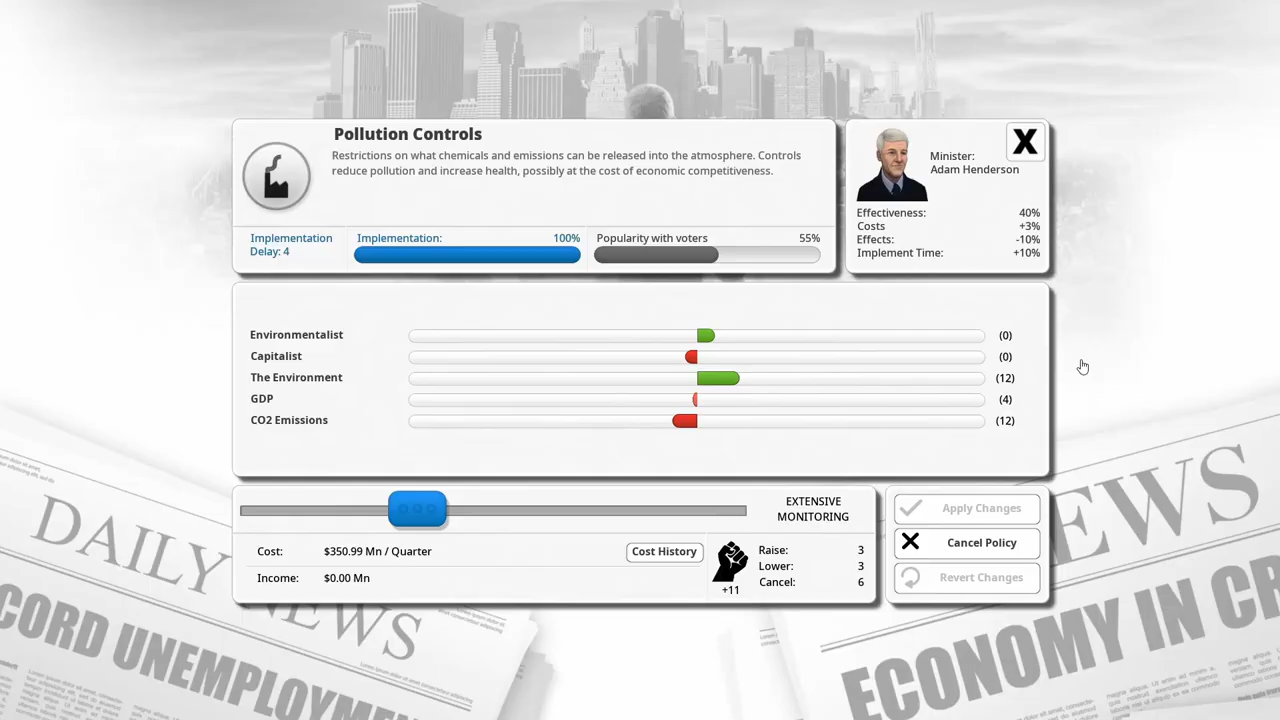 Pollution Controls
Restrictions on what chemicals and emissions can be released into the atmosphere. Controls
reduce pollution and increase health, possibly at the cost of economic competitiveness.
Implementation
Delay: 4
Implementation: 100%
Popularity with voters 55%
X
Minister:
Adam Henderson
Effectiveness: 40%
Costs +3%
Effects: -10%
Implement Time: +10%
Environmentalist (0)
Capitalist (0)
The Environment (12)
GDP (4)
CO2 Emissions (12)
EXTENSIVE
MONITORING
Cost: $350.99 Mn / Quarter
Cost History
Income: $0.00 Mn
+11
Raise: 3
Lower: 3
Cancel: 6
Apply Changes
Cancel Policy
Revert Changes
DAILY NEWS
CORD UNEMPLOYME
EWS
ECONOMY IN CR